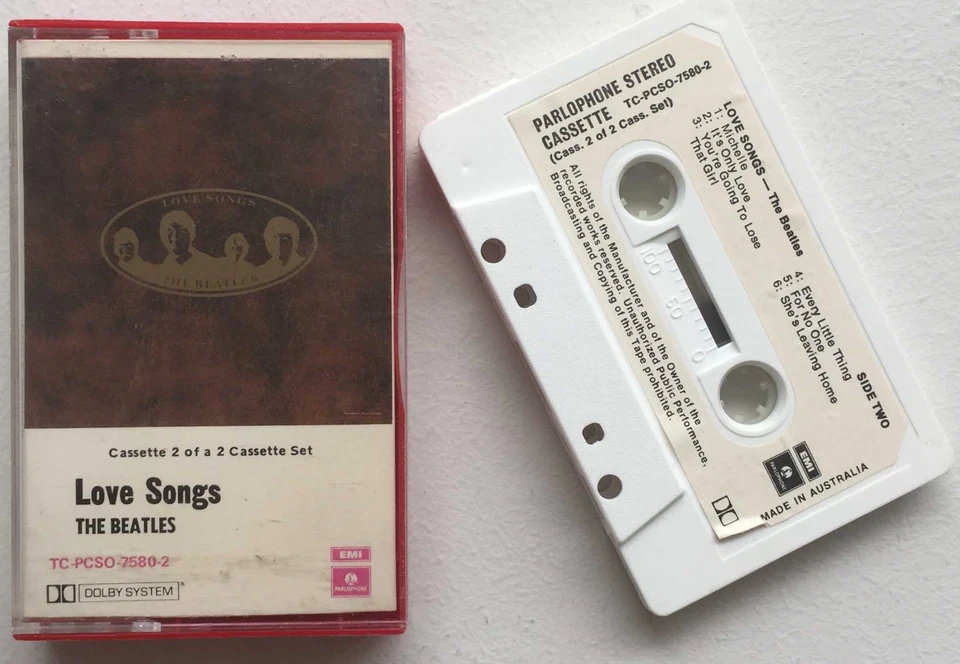 LOVE SONGS
THE BEATLES
Cassette 2 of a 2 Cassette Set
Love Songs
THE BEATLES
TC-PCSO-7580-2
DOLBY SYSTEM
EMI
PARLOPHONE
PARLOPHONE STEREO
CASSETTE TC-PCSO-7580-2
(Cass. 2 of 2 Cass. Set)
LOVE SONGS — The Beatles
1: Michelle
2: It's Only Love
3: You're Going To Lose
That Girl
4: Every Little Thing
5: For No One
6: She's Leaving Home
SIDE TWO
All rights of the Manufacturer and of the Owner of the
recorded works reserved. Unauthorized Public Performance,
Broadcasting and Copying of this Tape prohibited.
100 50 0
EMI
PARLOPHONE
MADE IN AUSTRALIA